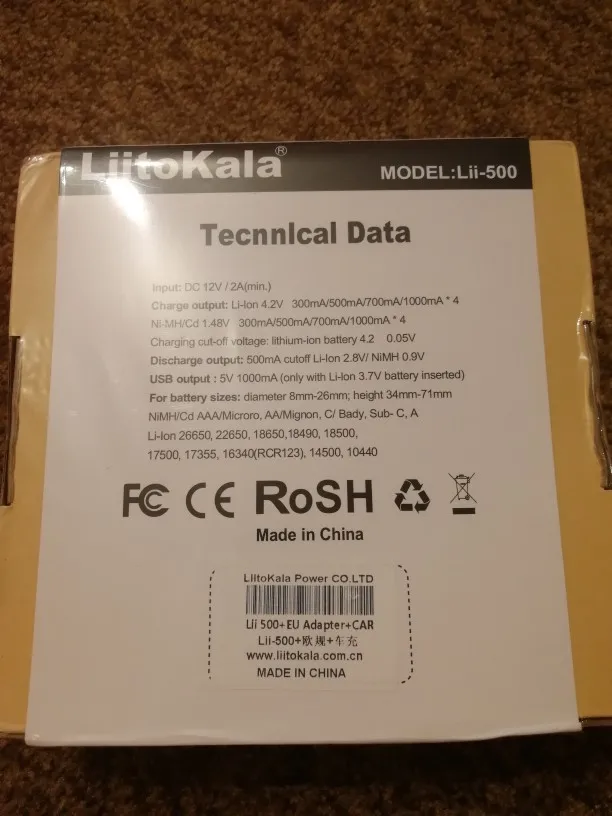 LiitoKala®
MODEL:Lii-500
Tecnnlcal Data
Input: DC 12V / 2A(min.)
Charge output: Li-Ion 4.2V 300mA/500mA/700mA/1000mA * 4
Ni-MH/Cd 1.48V 300mA/500mA/700mA/1000mA * 4
Charging cut-off voltage: lithium-ion battery 4.2 0.05V
Discharge output: 500mA cutoff Li-Ion 2.8V/ NiMH 0.9V
USB output : 5V 1000mA (only with Li-Ion 3.7V battery inserted)
For battery sizes: diameter 8mm-26mm; height 34mm-71mm
NiMH/Cd AAA/Microro, AA/Mignon, C/ Bady, Sub- C, A
Li-Ion 26650, 22650, 18650,18490, 18500,
17500, 17355, 16340(RCR123), 14500, 10440
FC CE RoSH
Made in China
LiitoKala Power CO.LTD
Lii 500+EU Adapter+CAR
Lii-500+欧规+车充
www.liitokala.com.cn
MADE IN CHINA